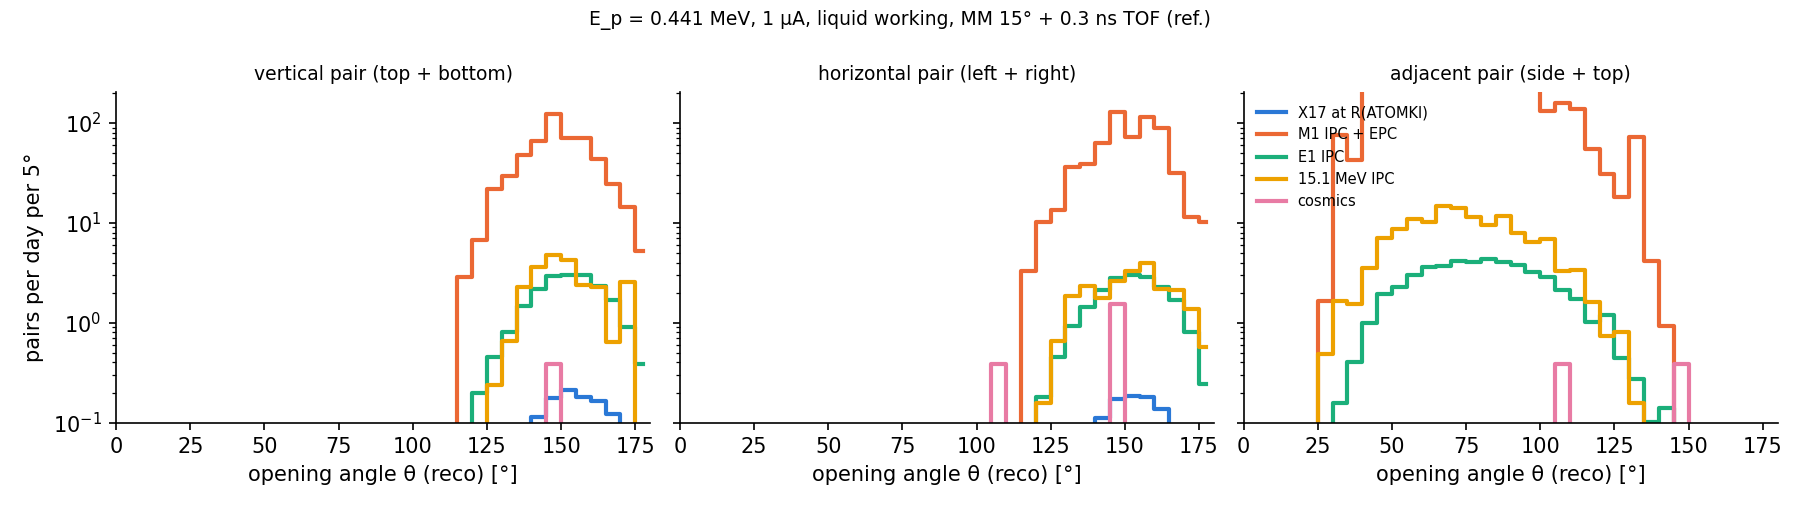 E_p = 0.441 MeV, 1 μA, liquid working, MM 15° + 0.3 ns TOF (ref.)
vertical pair (top + bottom)
horizontal pair (left + right)
adjacent pair (side + top)
pairs per day per 5°
10²
10¹
10⁰
10⁻¹
X17 at R(ATOMKI)
M1 IPC + EPC
E1 IPC
15.1 MeV IPC
cosmics
0 25 50 75 100 125 150 175
0 25 50 75 100 125 150 175
0 25 50 75 100 125 150 175
opening angle θ (reco) [°]
opening angle θ (reco) [°]
opening angle θ (reco) [°]